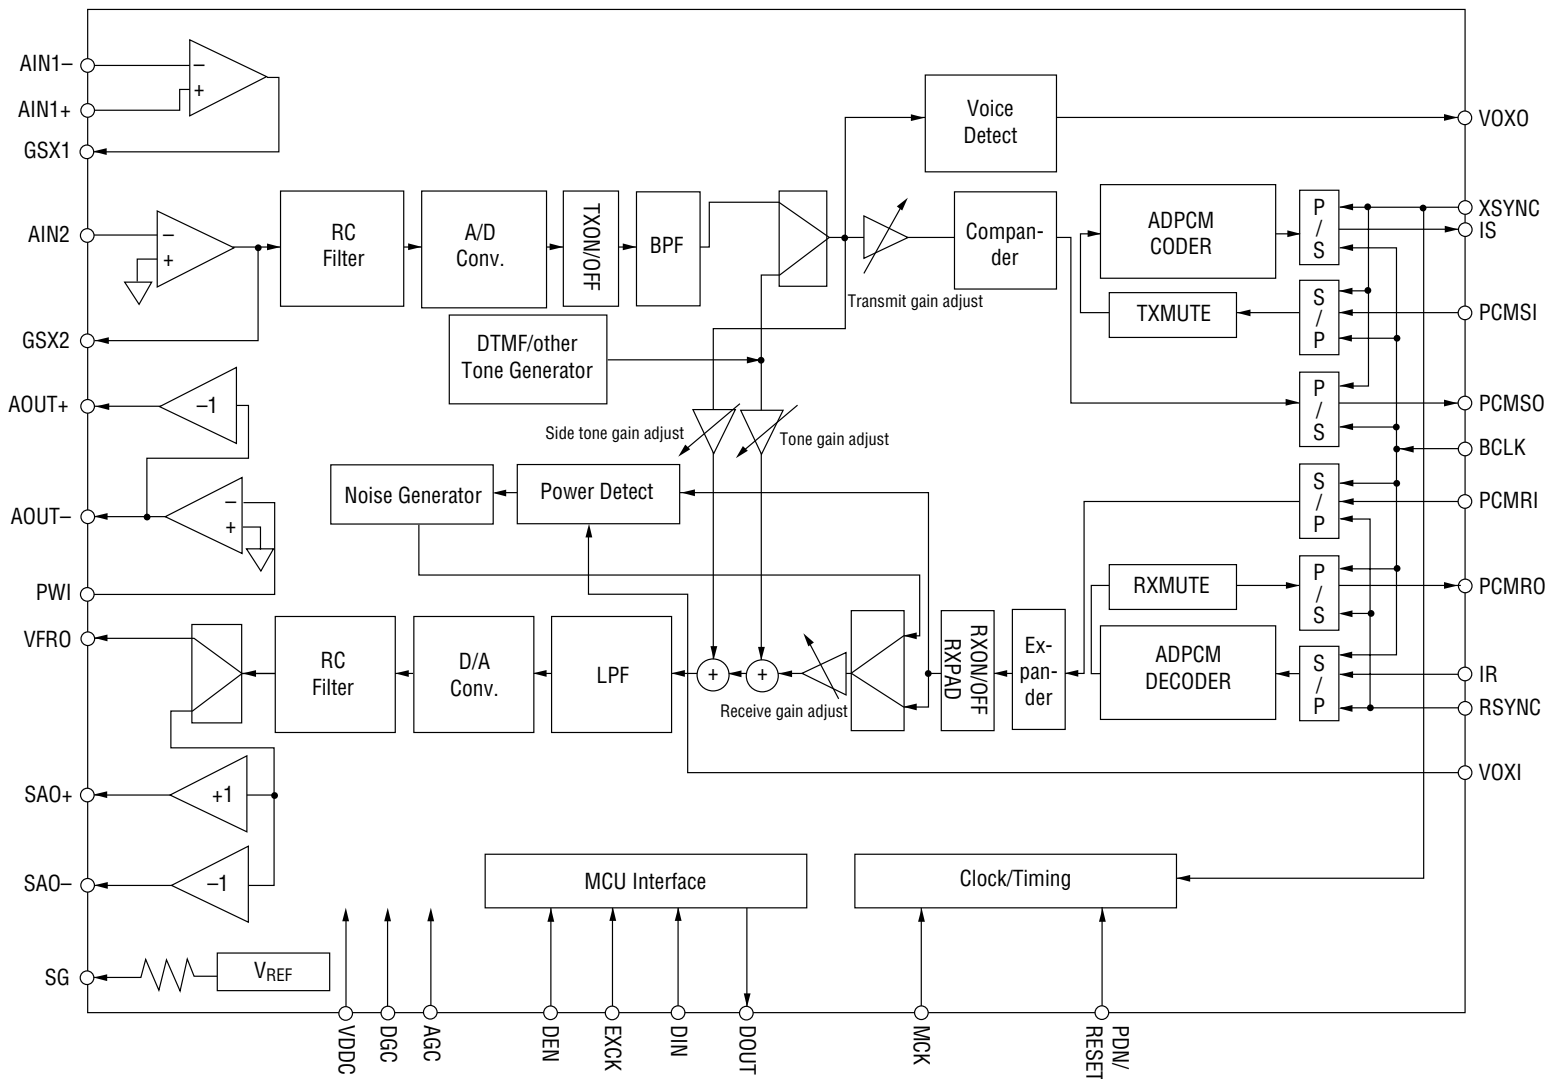 AIN1–
AIN1+
GSX1
AIN2
GSX2
AOUT+
AOUT–
PWI
VFRO
SAO+
SAO–
SG
–
+
–
+
–1
–
+
+1
–1
VREF
RC
Filter
A/D
Conv.
TXON/OFF
BPF
DTMF/other
Tone Generator
Voice
Detect
Transmit gain adjust
Compan-
der
ADPCM
CODER
TXMUTE
P
/
S
S
/
P
P
/
S
S
/
P
P
/
S
S
/
P
Side tone gain adjust
Tone gain adjust
Noise Generator
Power Detect
RC
Filter
D/A
Conv.
LPF
+
+
Receive gain adjust
RXON/OFF
RXPAD
Ex-
pan-
der
RXMUTE
ADPCM
DECODER
MCU Interface
Clock/Timing
VOXO
XSYNC
IS
PCMSI
PCMSO
BCLK
PCMRI
PCMRO
IR
RSYNC
VOXI
VDDC
DGC
AGC
DEN
EXCK
DIN
DOUT
MCK
PDN/
RESET